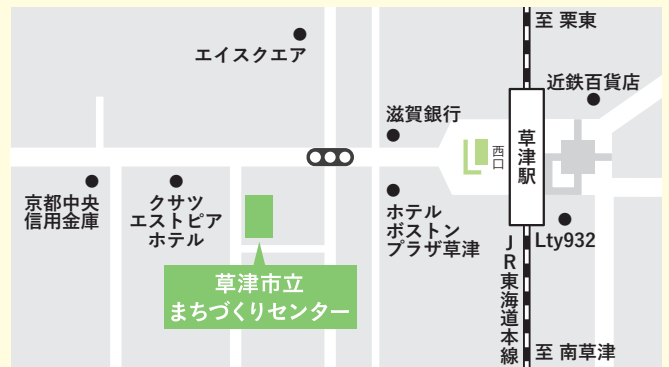 至 栗東
エイスクエア
近鉄百貨店
滋賀銀行
草津駅
西口
京都中央
信用金庫
クサツ
エストピア
ホテル
ホテル
ボストン
プラザ草津
Lty932
草津市立
まちづくりセンター
JR東海道本線
至 南草津